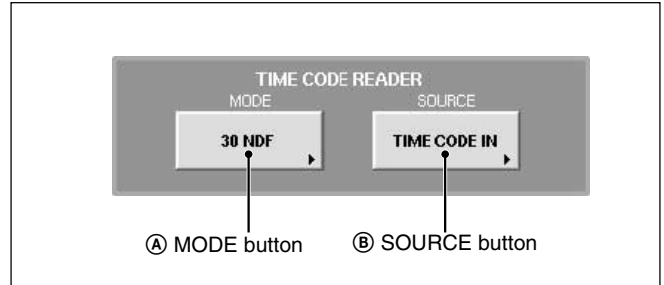 TIME CODE READER
MODE SOURCE
30 NDF TIME CODE IN
Ⓐ MODE button Ⓑ SOURCE button